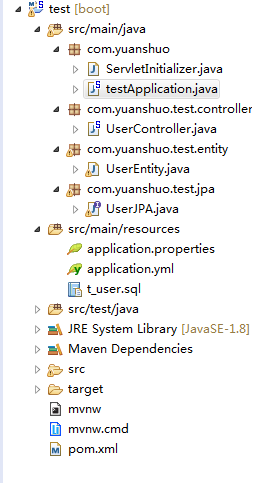 test [boot]
src/main/java
com.yuanshuo
ServletInitializer.java
testApplication.java
com.yuanshuo.test.controller
UserController.java
com.yuanshuo.test.entity
UserEntity.java
com.yuanshuo.test.jpa
UserJPA.java
src/main/resources
application.properties
application.yml
t_user.sql
src/test/java
JRE System Library [JavaSE-1.8]
Maven Dependencies
src
target
mvnw
mvnw.cmd
pom.xml